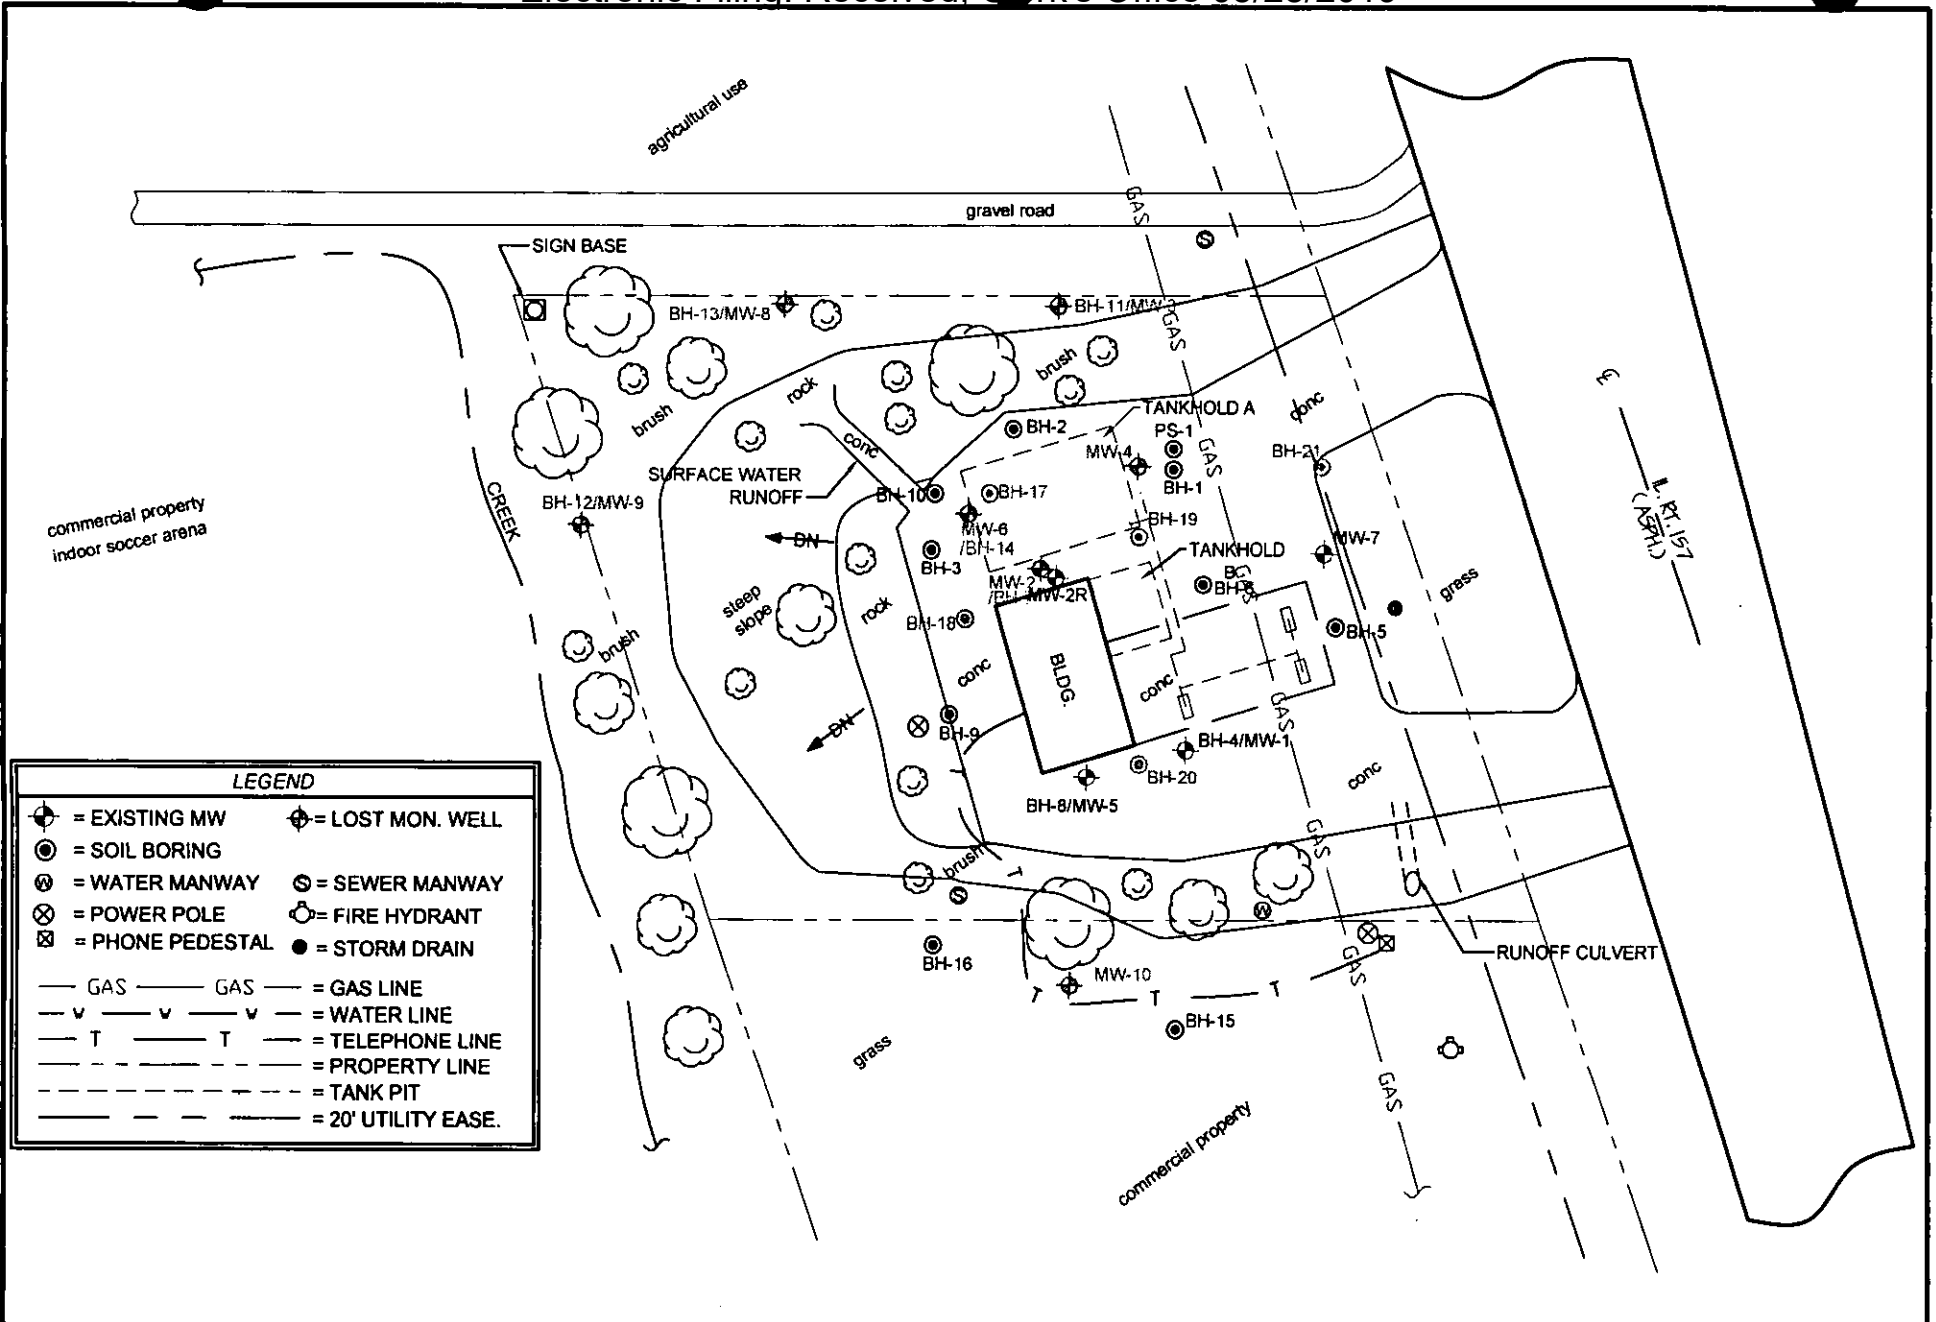 agricultural use
gravel road
GAS
S
SIGN BASE
BH-13/MW-8
BH-11/MW-
GAS
brush
rock
brush
conc
TANKHOLD A
PS-1
BH-2
MW-4
GAS
conc
BH-21
SURFACE WATER
RUNOFF
BH-10
BH-17
BH-1
CREEK
BH-12/MW-9
commercial property
indoor soccer arena
MW-6
/BH-14
BH-19
DN
BH-3
TANKHOLD
B
MW-7
IL. RT. 157
(ASPH.)
MW-2
MW-2R
GAS
grass
steep
slope
rock
BH-18
BH-5
brush
conc
BLDG.
conc
GAS
DN
BH-9
BH-4/MW-1
BH-20
BH-8/MW-5
conc
GAS
brush
T
S
W
BH-16
MW-10
T
T
T
GAS
RUNOFF CULVERT
BH-15
grass
GAS
commercial property
LEGEND
= EXISTING MW
= LOST MON. WELL
= SOIL BORING
W = WATER MANWAY
S = SEWER MANWAY
= POWER POLE
= FIRE HYDRANT
= PHONE PEDESTAL
= STORM DRAIN
GAS GAS = GAS LINE
V V V = WATER LINE
T T = TELEPHONE LINE
= PROPERTY LINE
= TANK PIT
= 20' UTILITY EASE.